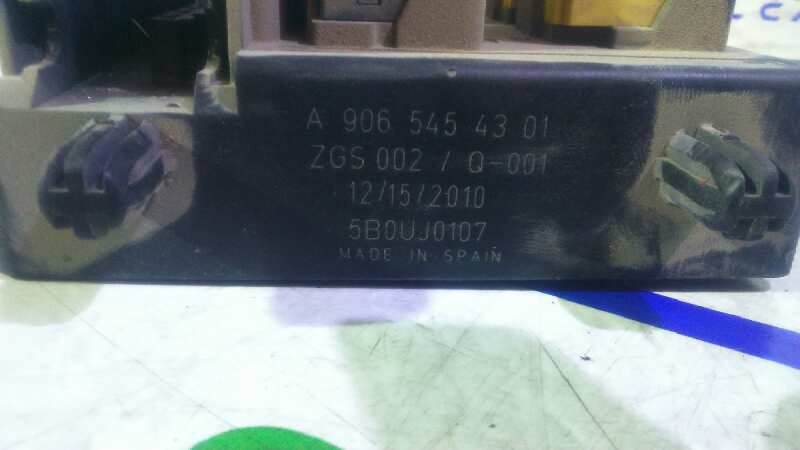 A 906 545 43 01
ZGS 002 / Q-001
12/15/2010
5B0UJ0107
MADE IN SPAIN